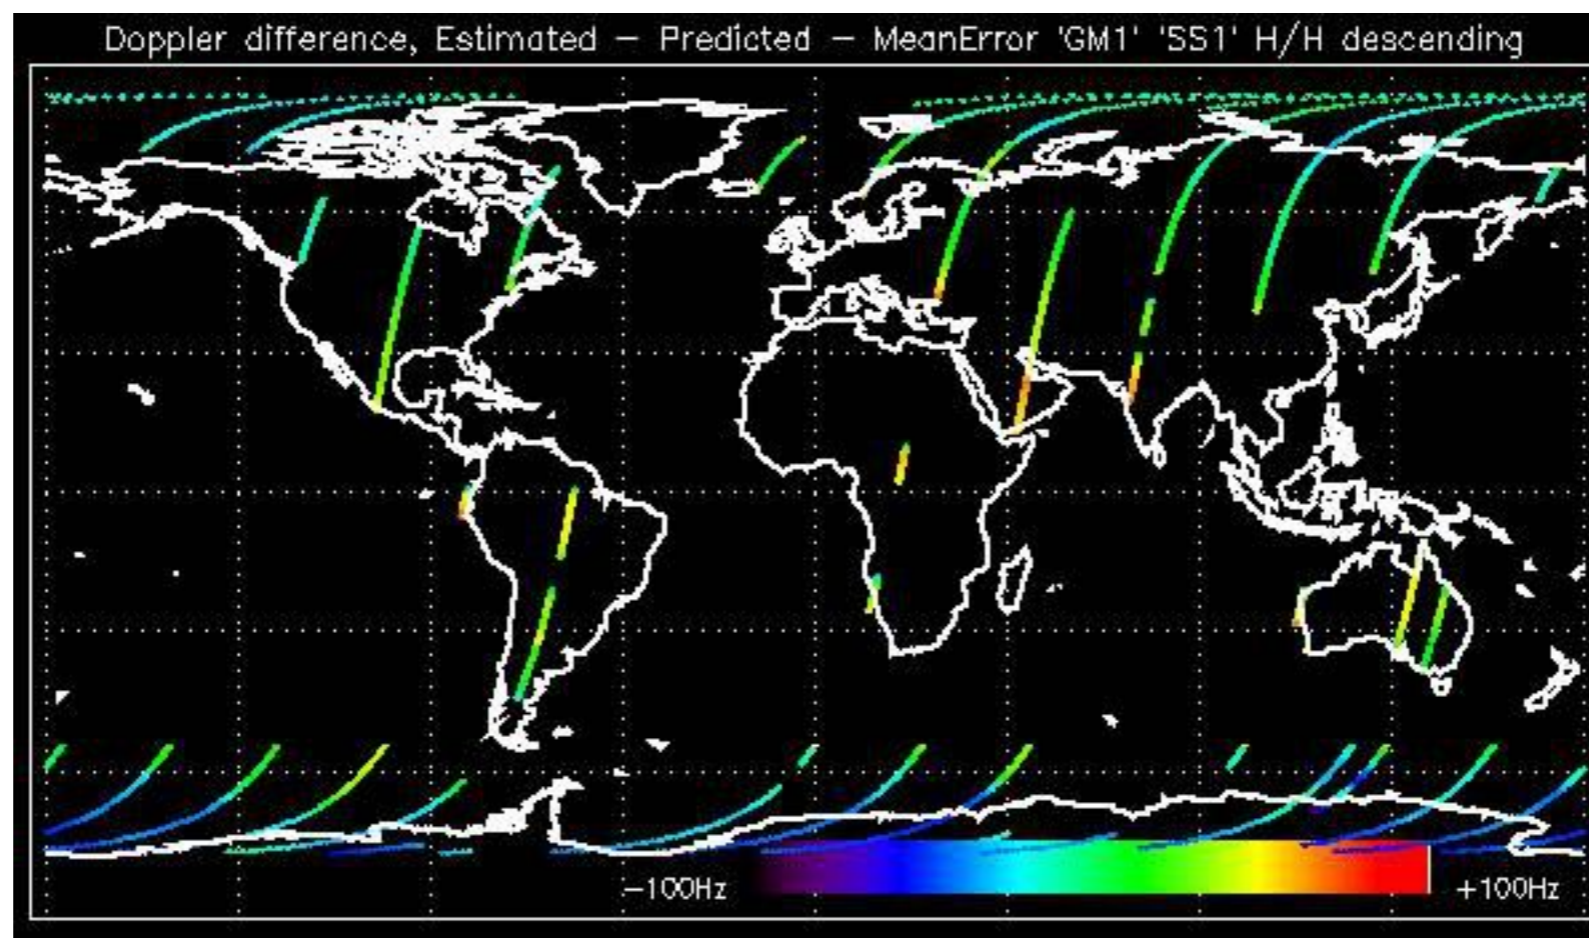 Doppler difference, Estimated – Predicted – MeanError 'GM1' 'SS1' H/H descending
-100Hz
+100Hz